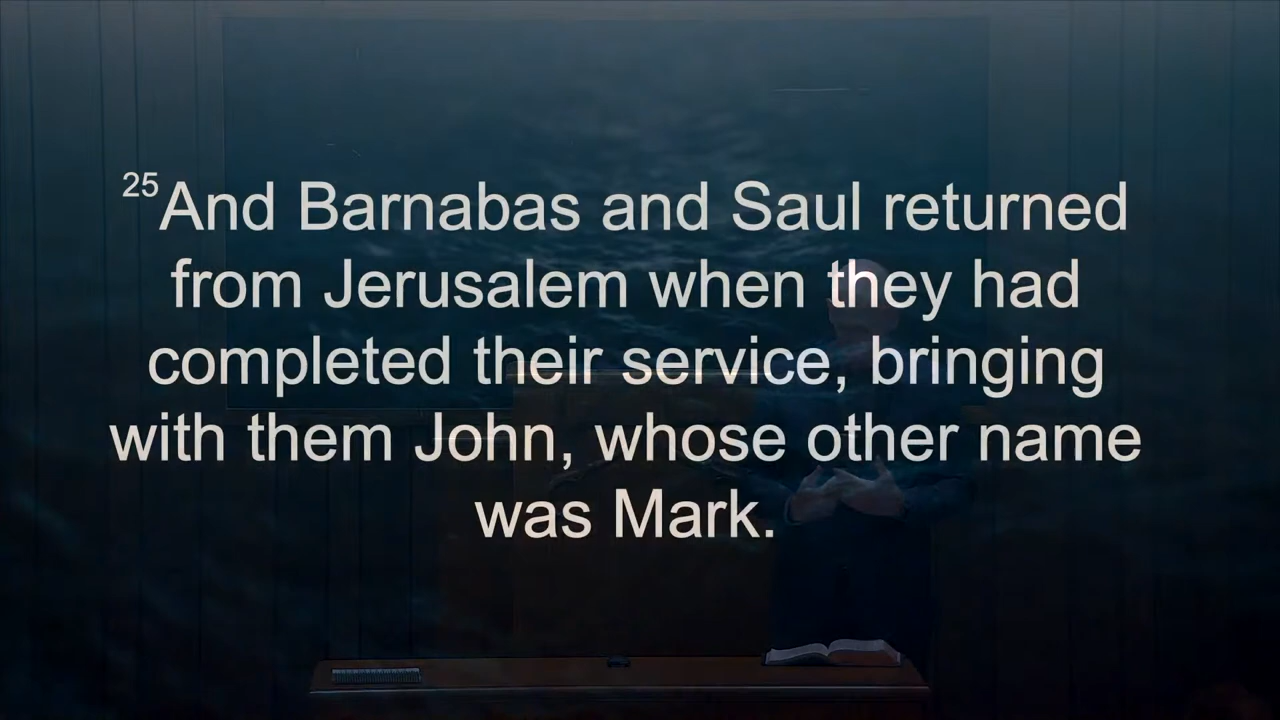 25And Barnabas and Saul returned
from Jerusalem when they had
completed their service, bringing
with them John, whose other name
was Mark.